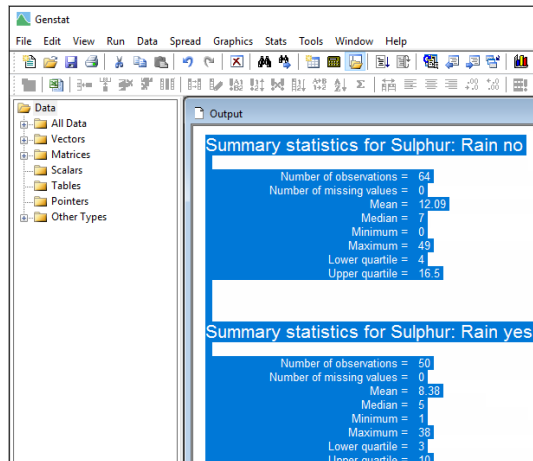 Genstat
File Edit View Run Data Spread Graphics Stats Tools Window Help
Data
All Data
Vectors
Matrices
Scalars
Tables
Pointers
Other Types
Output
Summary statistics for Sulphur: Rain no
Number of observations = 64
Number of missing values = 0
Mean = 12.09
Median = 7
Minimum = 0
Maximum = 49
Lower quartile = 4
Upper quartile = 16.5
Summary statistics for Sulphur: Rain yes
Number of observations = 50
Number of missing values = 0
Mean = 8.38
Median = 5
Minimum = 1
Maximum = 38
Lower quartile = 3
Upper quartile = 10